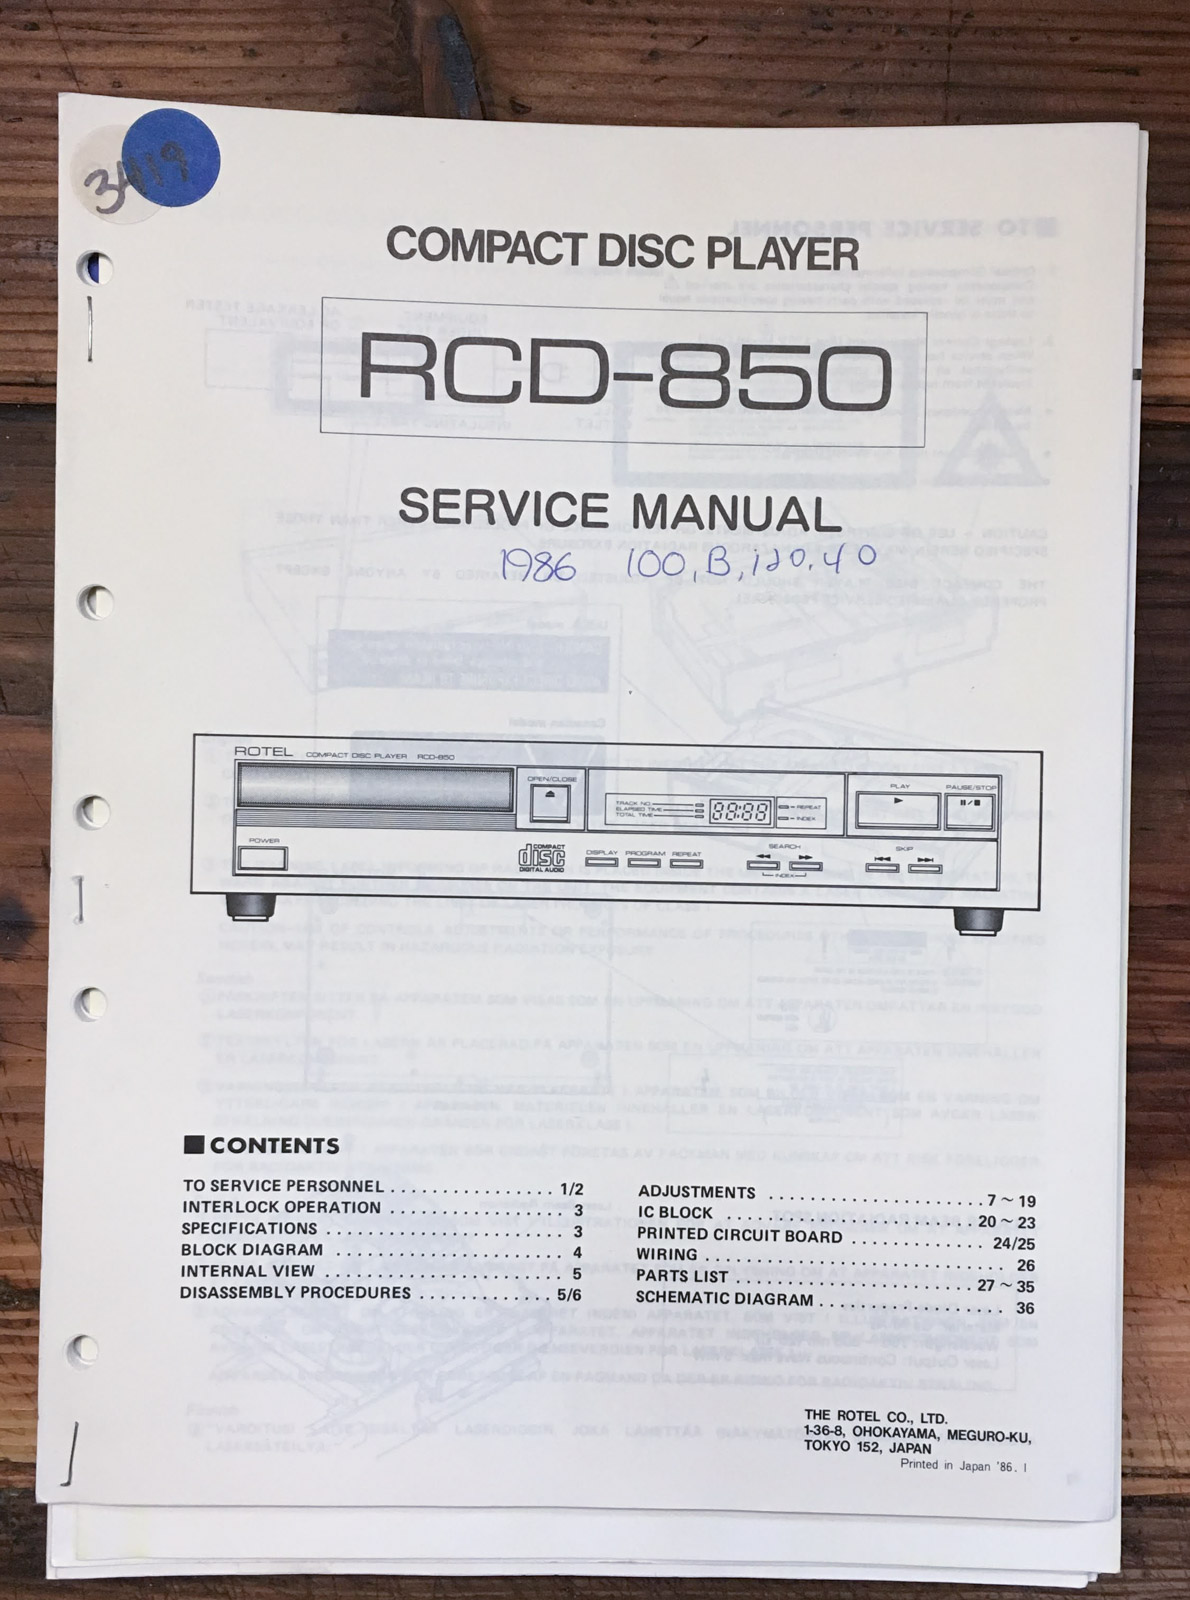 3419
COMPACT DISC PLAYER
RCD-850
SERVICE MANUAL
1986 100, B, 120, 40
ROTEL COMPACT DISC PLAYER RCD-850
OPEN/CLOSE
TRACK NO.
ELAPSED TIME
TOTAL TIME
88:88
REPEAT
INDEX
PLAY
PAUSE/STOP
POWER
COMPACT
disc
DIGITAL AUDIO
DISPLAY PROGRAM REPEAT
SEARCH
INDEX
SKIP
■ CONTENTS
TO SERVICE PERSONNEL . . . . . . . . . . . . . . . . 1/2
INTERLOCK OPERATION . . . . . . . . . . . . . . . . 3
SPECIFICATIONS . . . . . . . . . . . . . . . . . . . . . . . 3
BLOCK DIAGRAM . . . . . . . . . . . . . . . . . . . . . . 4
INTERNAL VIEW . . . . . . . . . . . . . . . . . . . . . . . 5
DISASSEMBLY PROCEDURES . . . . . . . . . . . . . 5/6
ADJUSTMENTS . . . . . . . . . . . . . . . . . . . . 7 ~ 19
IC BLOCK . . . . . . . . . . . . . . . . . . . . . . . 20 ~ 23
PRINTED CIRCUIT BOARD . . . . . . . . . . . . 24/25
WIRING . . . . . . . . . . . . . . . . . . . . . . . . . . . 26
PARTS LIST . . . . . . . . . . . . . . . . . . . . . 27 ~ 35
SCHEMATIC DIAGRAM . . . . . . . . . . . . . . . . . 36
THE ROTEL CO., LTD.
1-36-8, OHOKAYAMA, MEGURO-KU,
TOKYO 152, JAPAN
Printed in Japan '86. I